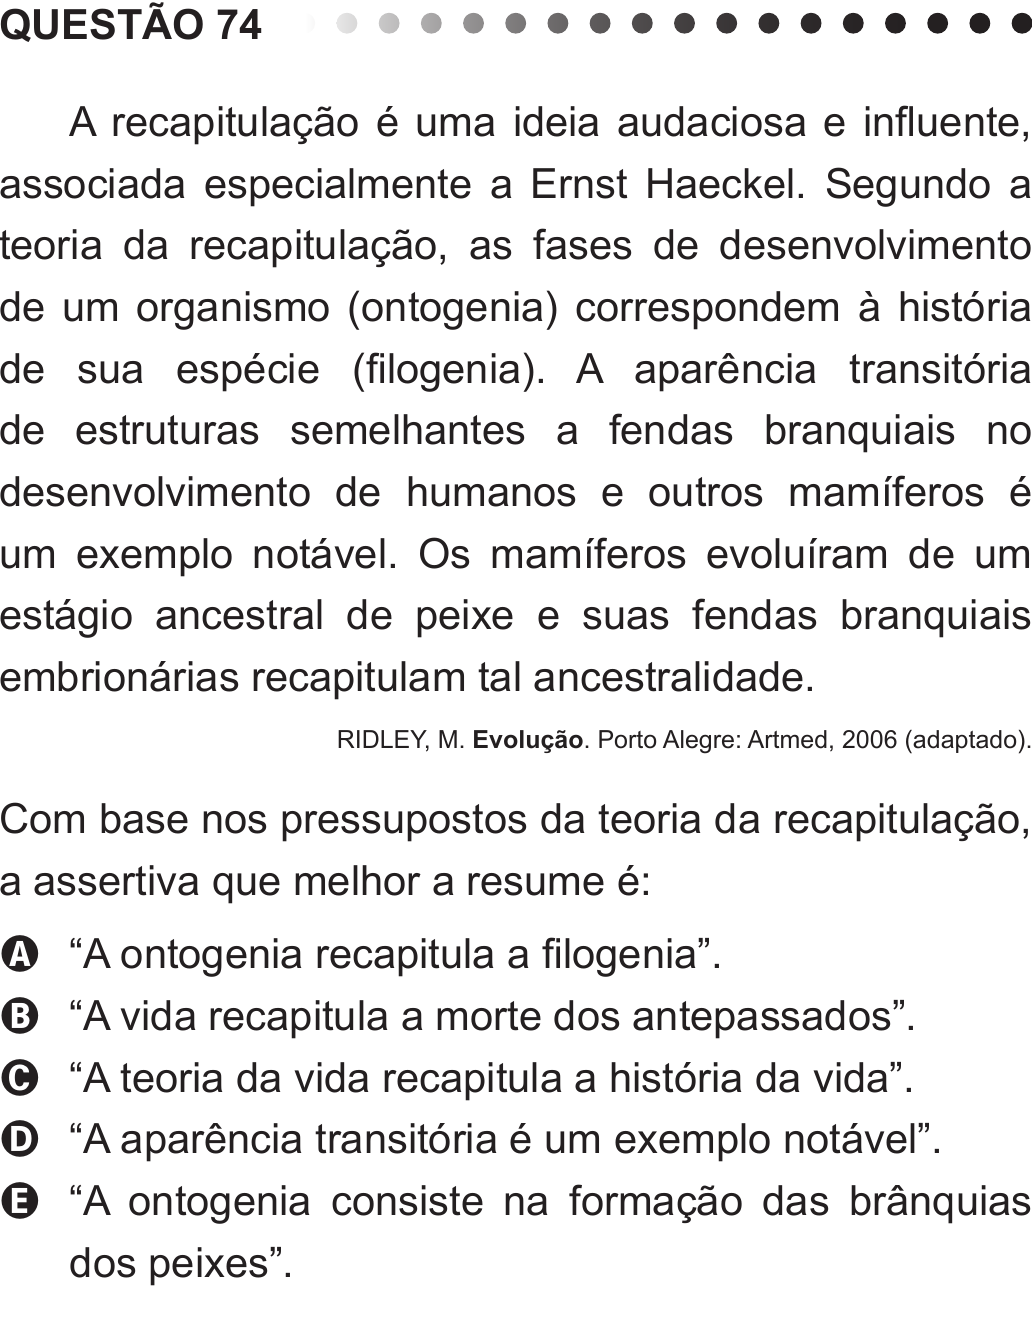 QUESTÃO 74
A recapitulação é uma ideia audaciosa e influente,
associada especialmente a Ernst Haeckel. Segundo a
teoria da recapitulação, as fases de desenvolvimento
de um organismo (ontogenia) correspondem à história
de sua espécie (filogenia). A aparência transitória
de estruturas semelhantes a fendas branquiais no
desenvolvimento de humanos e outros mamíferos é
um exemplo notável. Os mamíferos evoluíram de um
estágio ancestral de peixe e suas fendas branquiais
embrionárias recapitulam tal ancestralidade.
RIDLEY, M. Evolução. Porto Alegre: Artmed, 2006 (adaptado).
Com base nos pressupostos da teoria da recapitulação,
a assertiva que melhor a resume é:
A “A ontogenia recapitula a filogenia”.
B “A vida recapitula a morte dos antepassados”.
C “A teoria da vida recapitula a história da vida”.
D “A aparência transitória é um exemplo notável”.
E “A ontogenia consiste na formação das brânquias
dos peixes”.